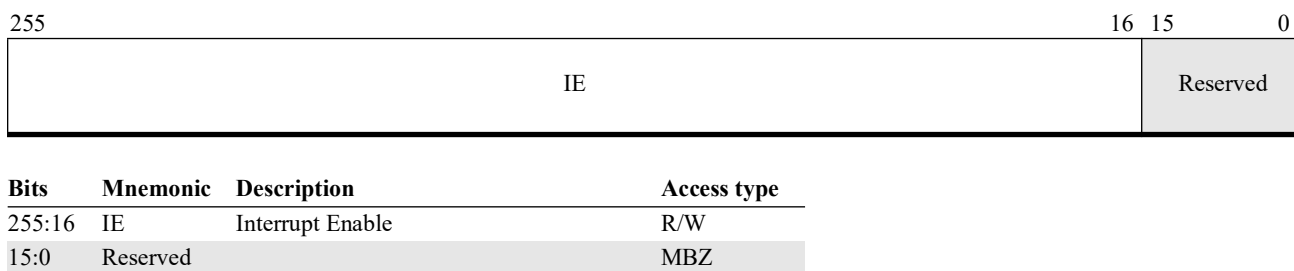 255 16 15 0
IE Reserved
Bits Mnemonic Description Access type
255:16 IE Interrupt Enable R/W
15:0 Reserved MBZ